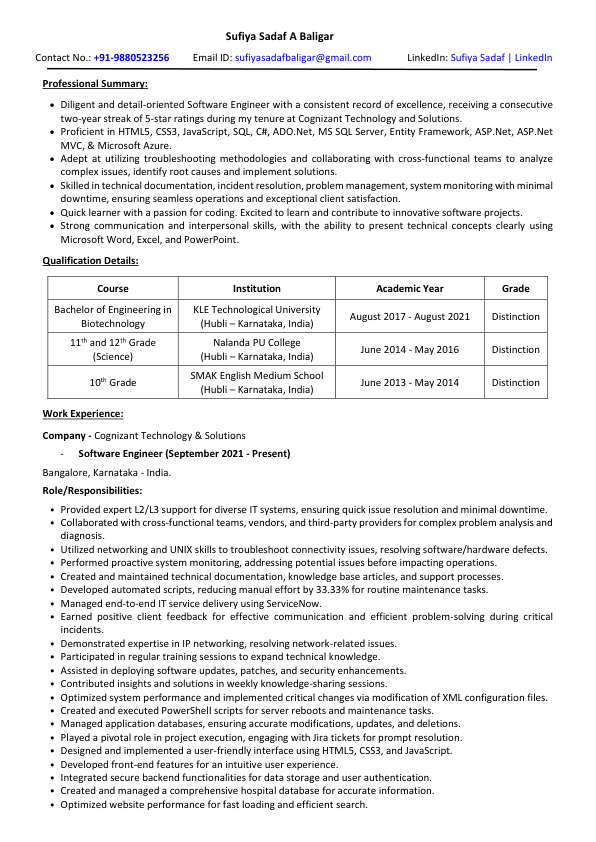 Sufiya Sadaf A Baligar
Contact No.: +91-9880523256 Email ID: sufiyasadafbaligar@gmail.com LinkedIn: Sufiya Sadaf | LinkedIn
Professional Summary:
• Diligent and detail-oriented Software Engineer with a consistent record of excellence, receiving a consecutive
two-year streak of 5-star ratings during my tenure at Cognizant Technology and Solutions.
• Proficient in HTML5, CSS3, JavaScript, SQL, C#, ADO.Net, MS SQL Server, Entity Framework, ASP.Net, ASP.Net
MVC, & Microsoft Azure.
• Adept at utilizing troubleshooting methodologies and collaborating with cross-functional teams to analyze
complex issues, identify root causes and implement solutions.
• Skilled in technical documentation, incident resolution, problem management, system monitoring with minimal
downtime, ensuring seamless operations and exceptional client satisfaction.
• Quick learner with a passion for coding. Excited to learn and contribute to innovative software projects.
• Strong communication and interpersonal skills, with the ability to present technical concepts clearly using
Microsoft Word, Excel, and PowerPoint.
Qualification Details:
Course Institution Academic Year Grade
Bachelor of Engineering in
Biotechnology
KLE Technological University
(Hubli – Karnataka, India)
August 2017 - August 2021
Distinction
11th and 12th Grade
(Science)
Nalanda PU College
(Hubli – Karnataka, India)
June 2014 - May 2016
Distinction
10th Grade
SMAK English Medium School
(Hubli – Karnataka, India)
June 2013 - May 2014
Distinction
Work Experience:
Company - Cognizant Technology & Solutions
- Software Engineer (September 2021 - Present)
Bangalore, Karnataka - India.
Role/Responsibilities:
• Provided expert L2/L3 support for diverse IT systems, ensuring quick issue resolution and minimal downtime.
• Collaborated with cross-functional teams, vendors, and third-party providers for complex problem analysis and
diagnosis.
• Utilized networking and UNIX skills to troubleshoot connectivity issues, resolving software/hardware defects.
• Performed proactive system monitoring, addressing potential issues before impacting operations.
• Created and maintained technical documentation, knowledge base articles, and support processes.
• Developed automated scripts, reducing manual effort by 33.33% for routine maintenance tasks.
• Managed end-to-end IT service delivery using ServiceNow.
• Earned positive client feedback for effective communication and efficient problem-solving during critical
incidents.
• Demonstrated expertise in IP networking, resolving network-related issues.
• Participated in regular training sessions to expand technical knowledge.
• Assisted in deploying software updates, patches, and security enhancements.
• Contributed insights and solutions in weekly knowledge-sharing sessions.
• Optimized system performance and implemented critical changes via modification of XML configuration files.
• Created and executed PowerShell scripts for server reboots and maintenance tasks.
• Managed application databases, ensuring accurate modifications, updates, and deletions.
• Played a pivotal role in project execution, engaging with Jira tickets for prompt resolution.
• Designed and implemented a user-friendly interface using HTML5, CSS3, and JavaScript.
• Developed front-end features for an intuitive user experience.
• Integrated secure backend functionalities for data storage and user authentication.
• Created and managed a comprehensive hospital database for accurate information.
• Optimized website performance for fast loading and efficient search.